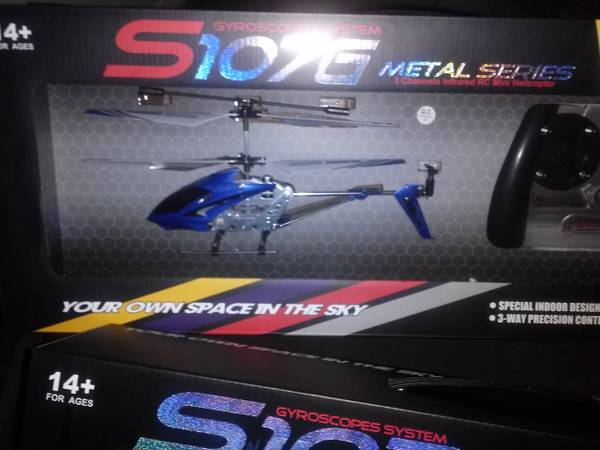 14+
FOR AGES
GYROSCOPES SYSTEM
S107G
METAL SERIES
3 Channels Infrared RC Mini Helicopter
YOUR OWN SPACE IN THE SKY
• SPECIAL INDOOR DESIGN
• 3-WAY PRECISION CONT
14+
FOR AGES
GYROSCOPES SYSTEM
S107